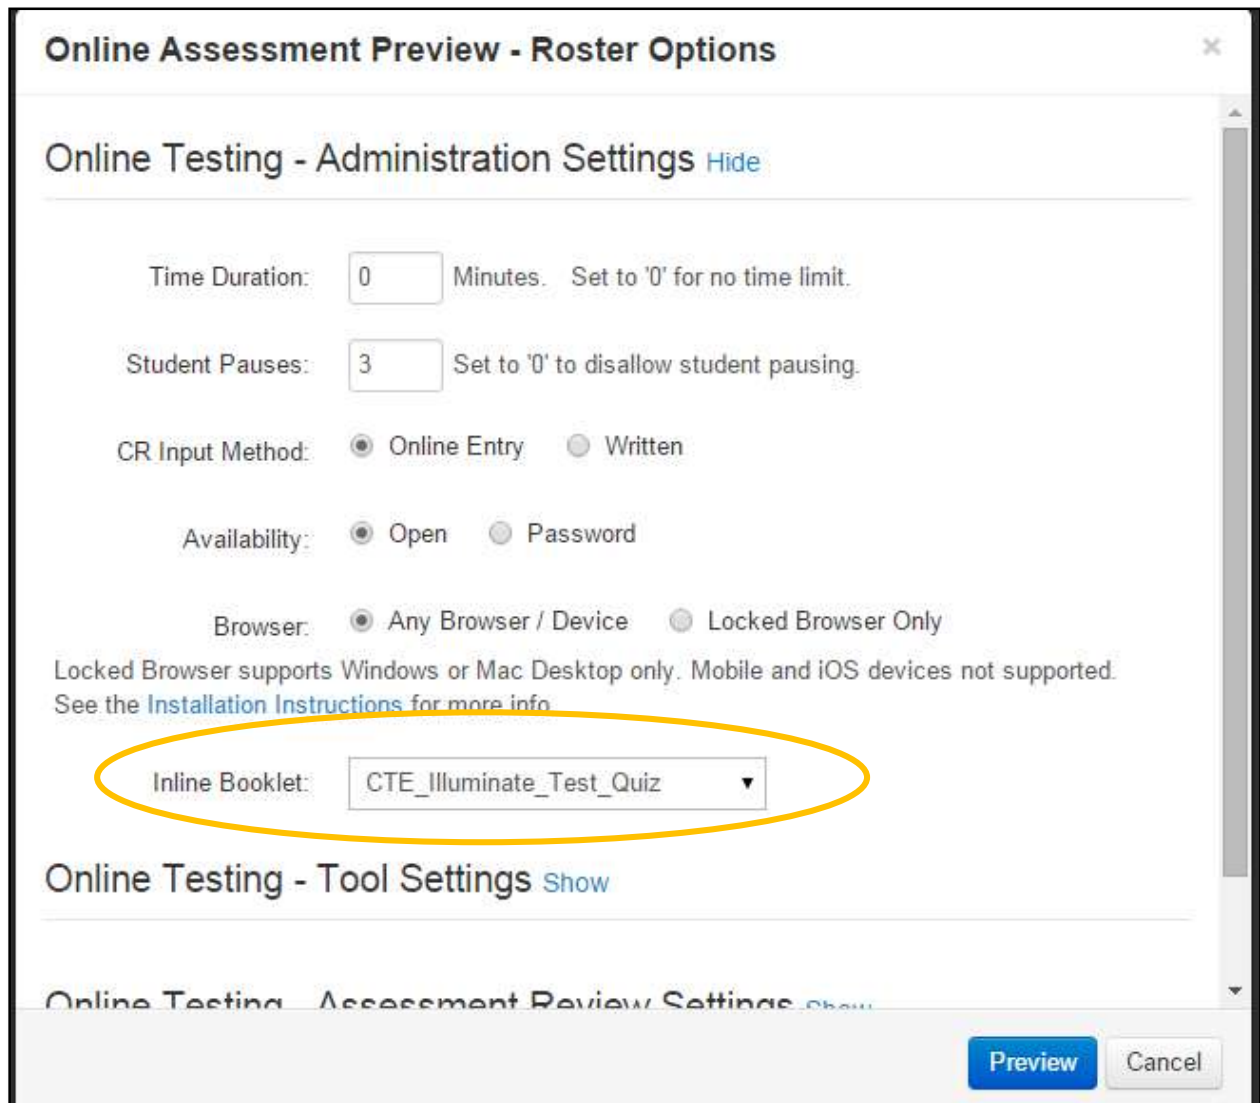 Online Assessment Preview - Roster Options ×
Online Testing - Administration Settings Hide
Time Duration: 0 Minutes. Set to '0' for no time limit.
Student Pauses: 3 Set to '0' to disallow student pausing.
CR Input Method: Online Entry Written
Availability: Open Password
Browser: Any Browser / Device Locked Browser Only
Locked Browser supports Windows or Mac Desktop only. Mobile and iOS devices not supported.
See the Installation Instructions for more info
Inline Booklet: CTE_Illuminate_Test_Quiz
Online Testing - Tool Settings Show
Online Testing - Assessment Review Settings Show
Preview Cancel